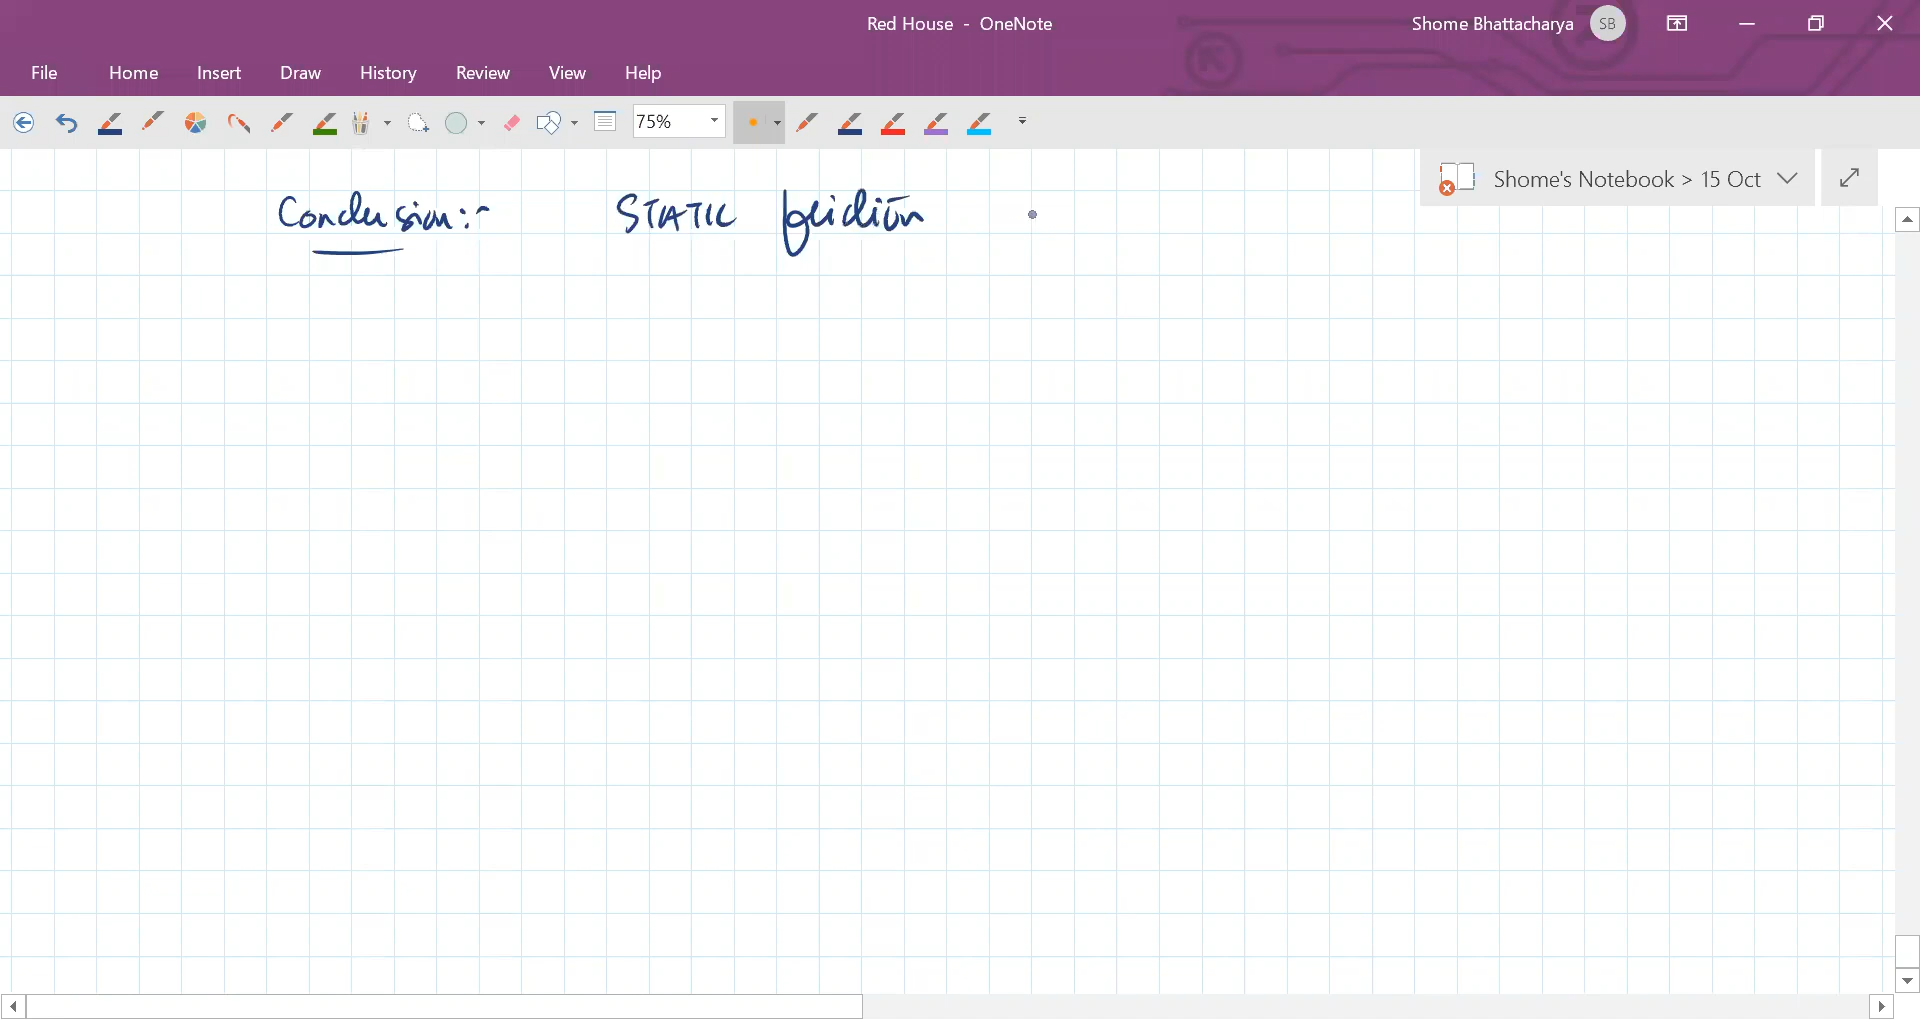 Red House - OneNote
Shome Bhattacharya SB
File Home Insert Draw History Review View Help
75%
Shome's Notebook > 15 Oct
Conclusion:- STATIC friction